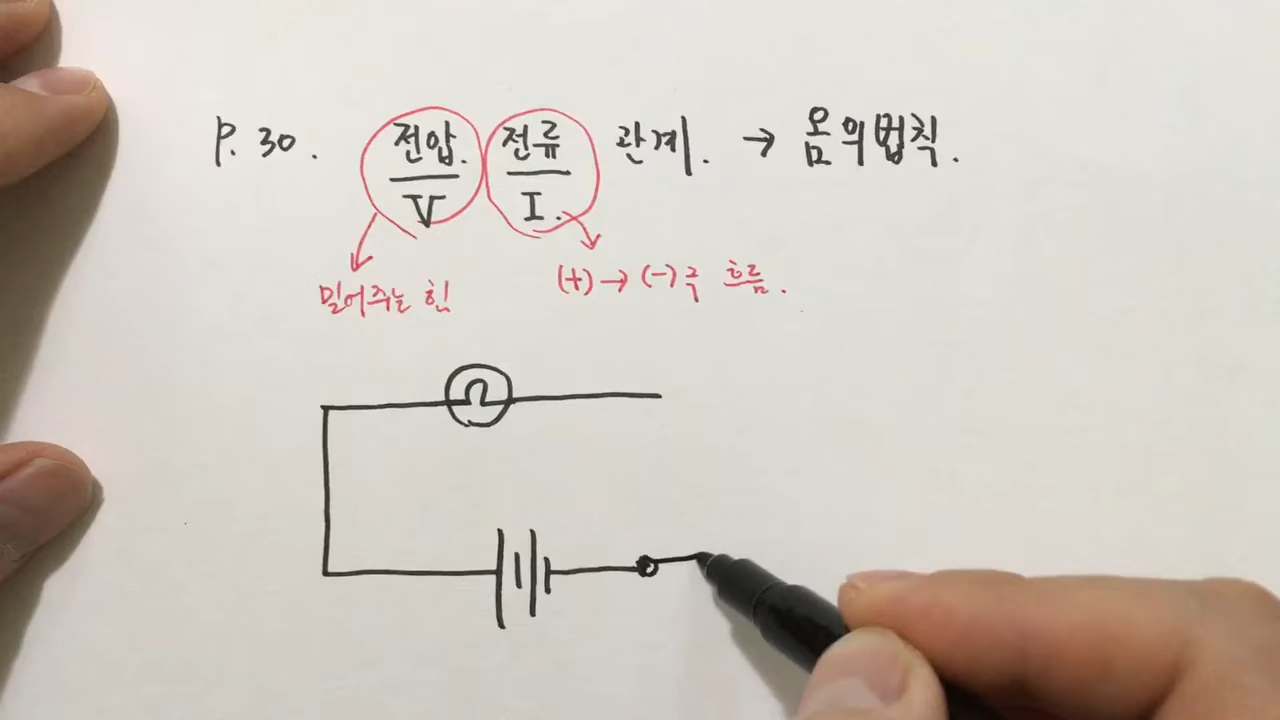 P. 30. 전압. 전류 관계. → 옴의 법칙.
V I.
밀어주는 힘 (+) → (-)극 흐름.